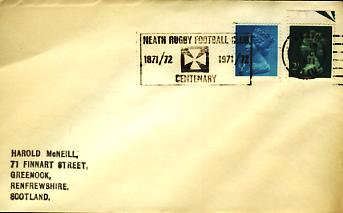 NEATH RUGBY FOOTBALL CLUB
1871/72 1971/72
CENTENARY
HAROLD McNEILL,
71 FINNART STREET,
GREENOCK,
RENFREWSHIRE.
SCOTLAND.